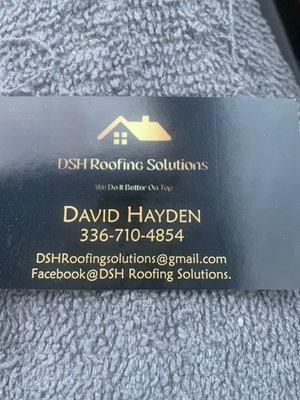 DSH Roofing Solutions
We Do It Better On Top
DAVID HAYDEN
336-710-4854
DSHRoofingsolutions@gmail.com
Facebook@DSH Roofing Solutions.